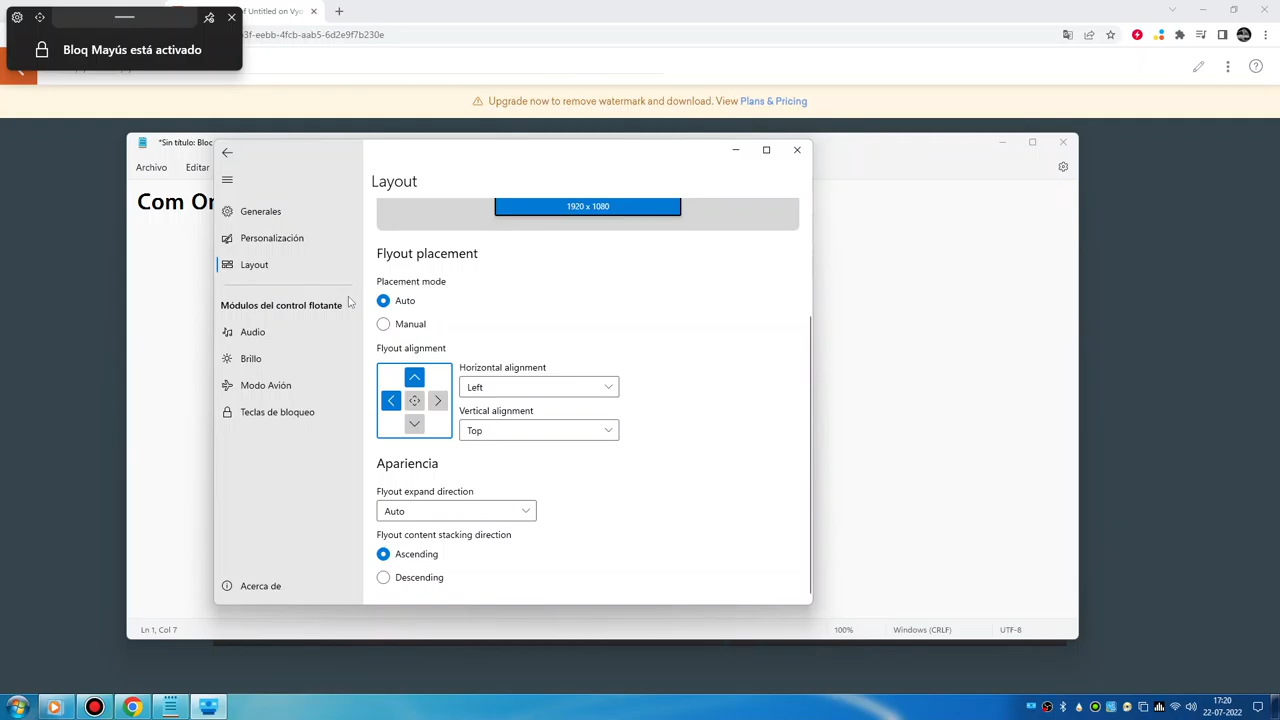 of Untitled on Vyo
3f-eebb-4fcb-aab5-6d2e9f7b230e
Bloq Mayús está activado
Upgrade now to remove watermark and download. View Plans & Pricing
*Sin título: Bloc
Archivo Editar
Com Or
Generales
Personalización
Layout
Módulos del control flotante
Audio
Brillo
Modo Avión
Teclas de bloqueo
Acerca de
Layout
1920 x 1080
Flyout placement
Placement mode
Auto
Manual
Flyout alignment
Horizontal alignment
Left
Vertical alignment
Top
Apariencia
Flyout expand direction
Auto
Flyout content stacking direction
Ascending
Descending
Ln 1, Col 7 100% Windows (CRLF) UTF-8
17:20
22-07-2022